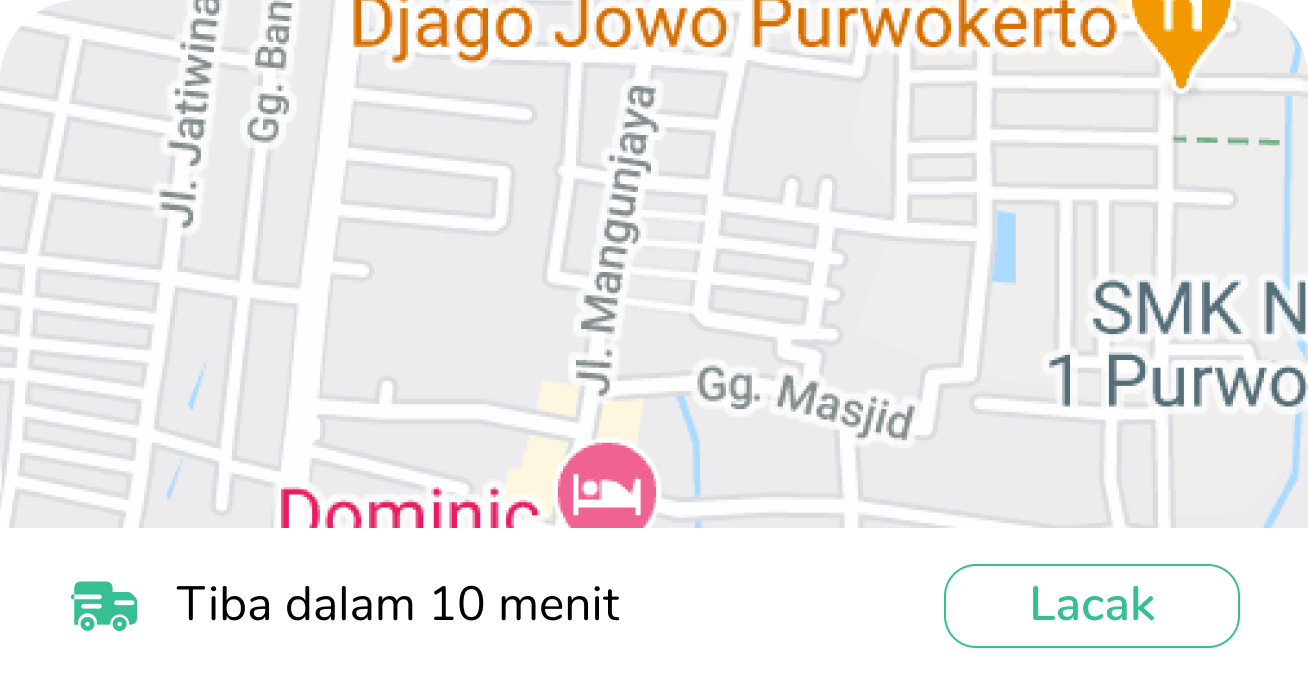 Djago Jowo Purwokerto
Jl. Jatiwina
Gg. Ban
Jl. Mangunjaya
SMK N
1 Purwo
Gg. Masjid
Dominic
Tiba dalam 10 menit
Lacak